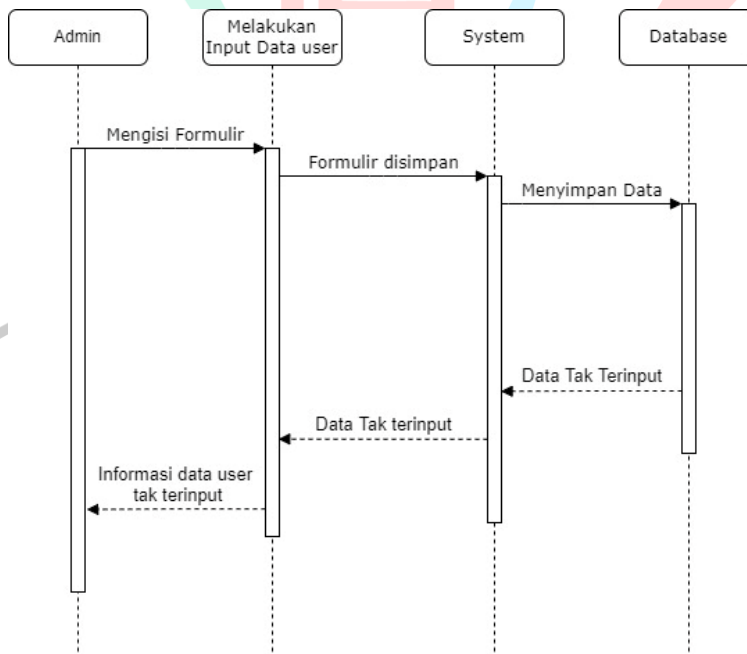 Admin
Melakukan
Input Data user
System
Database
Mengisi Formulir
Formulir disimpan
Menyimpan Data
Data Tak Terinput
Data Tak terinput
Informasi data user
tak terinput